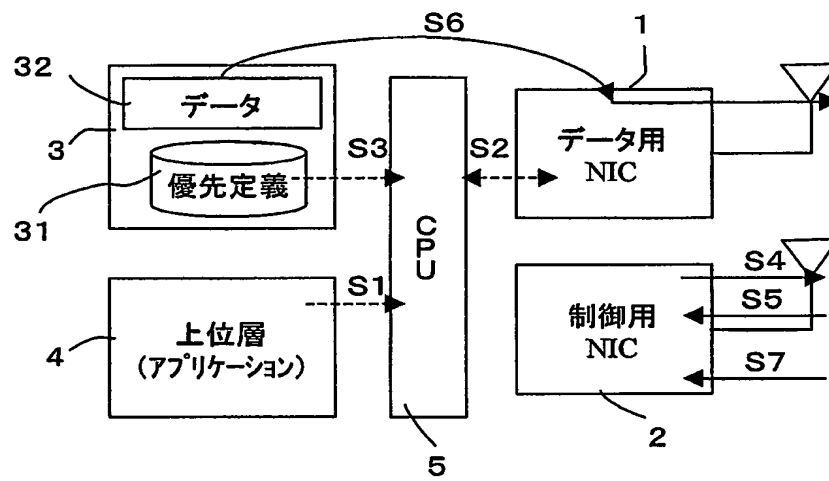 S6
1
32
データ
3
S3
S2
データ用
NIC
優先定義
31
CPU
S4
S1
S5
上位層
(アプリケーション)
制御用
NIC
4
S7
5
2